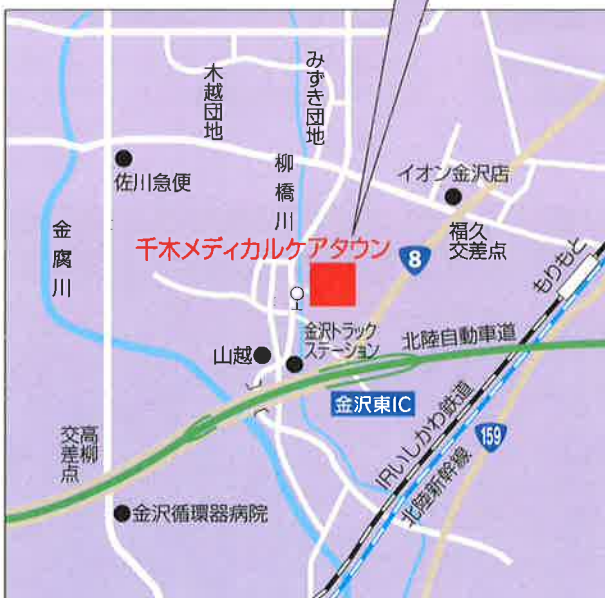 木越団地
みずき団地
佐川急便
柳橋川
イオン金沢店
金腐川
福久
交差点
千木メディカルケアタウン
8
もりもと
金沢トラック
ステーション
山越
北陸自動車道
金沢東IC
高柳
交差点
IRいしかわ鉄道
159
北陸新幹線
金沢循環器病院